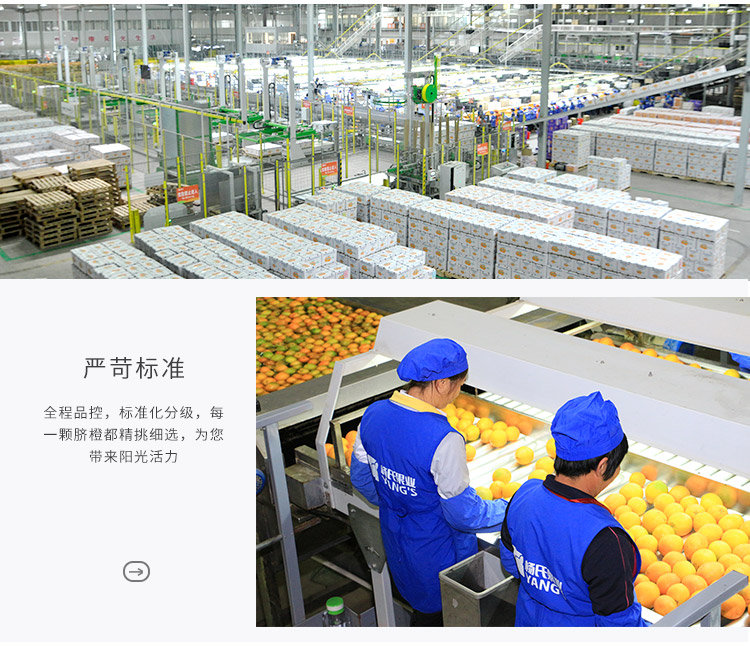 严苛标准
全程品控，标准化分级，每
一颗脐橙都精挑细选，为您
带来阳光活力
杨氏果业
YANG'S
杨氏果业
YANG